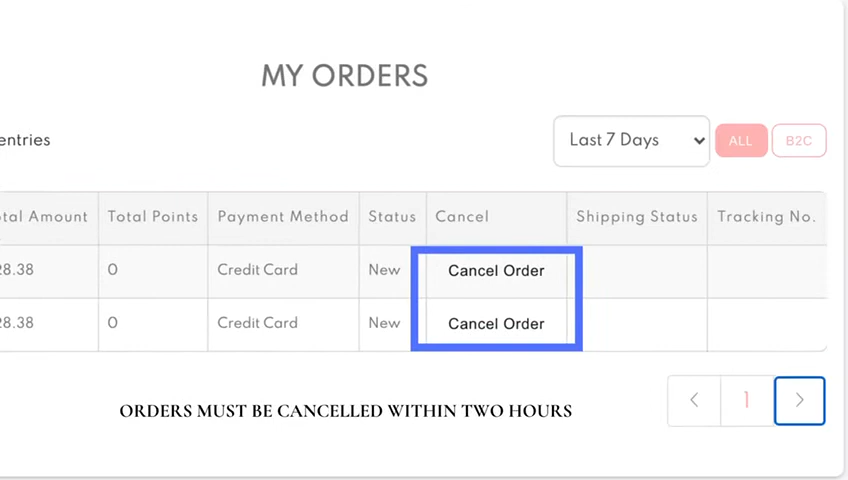 MY ORDERS
entries
Last 7 Days
ALL
B2C
Amount Total Points Payment Method Status Cancel Shipping Status Tracking No.
28.38 0 Credit Card New Cancel Order
28.38 0 Credit Card New Cancel Order
1
ORDERS MUST BE CANCELLED WITHIN TWO HOURS